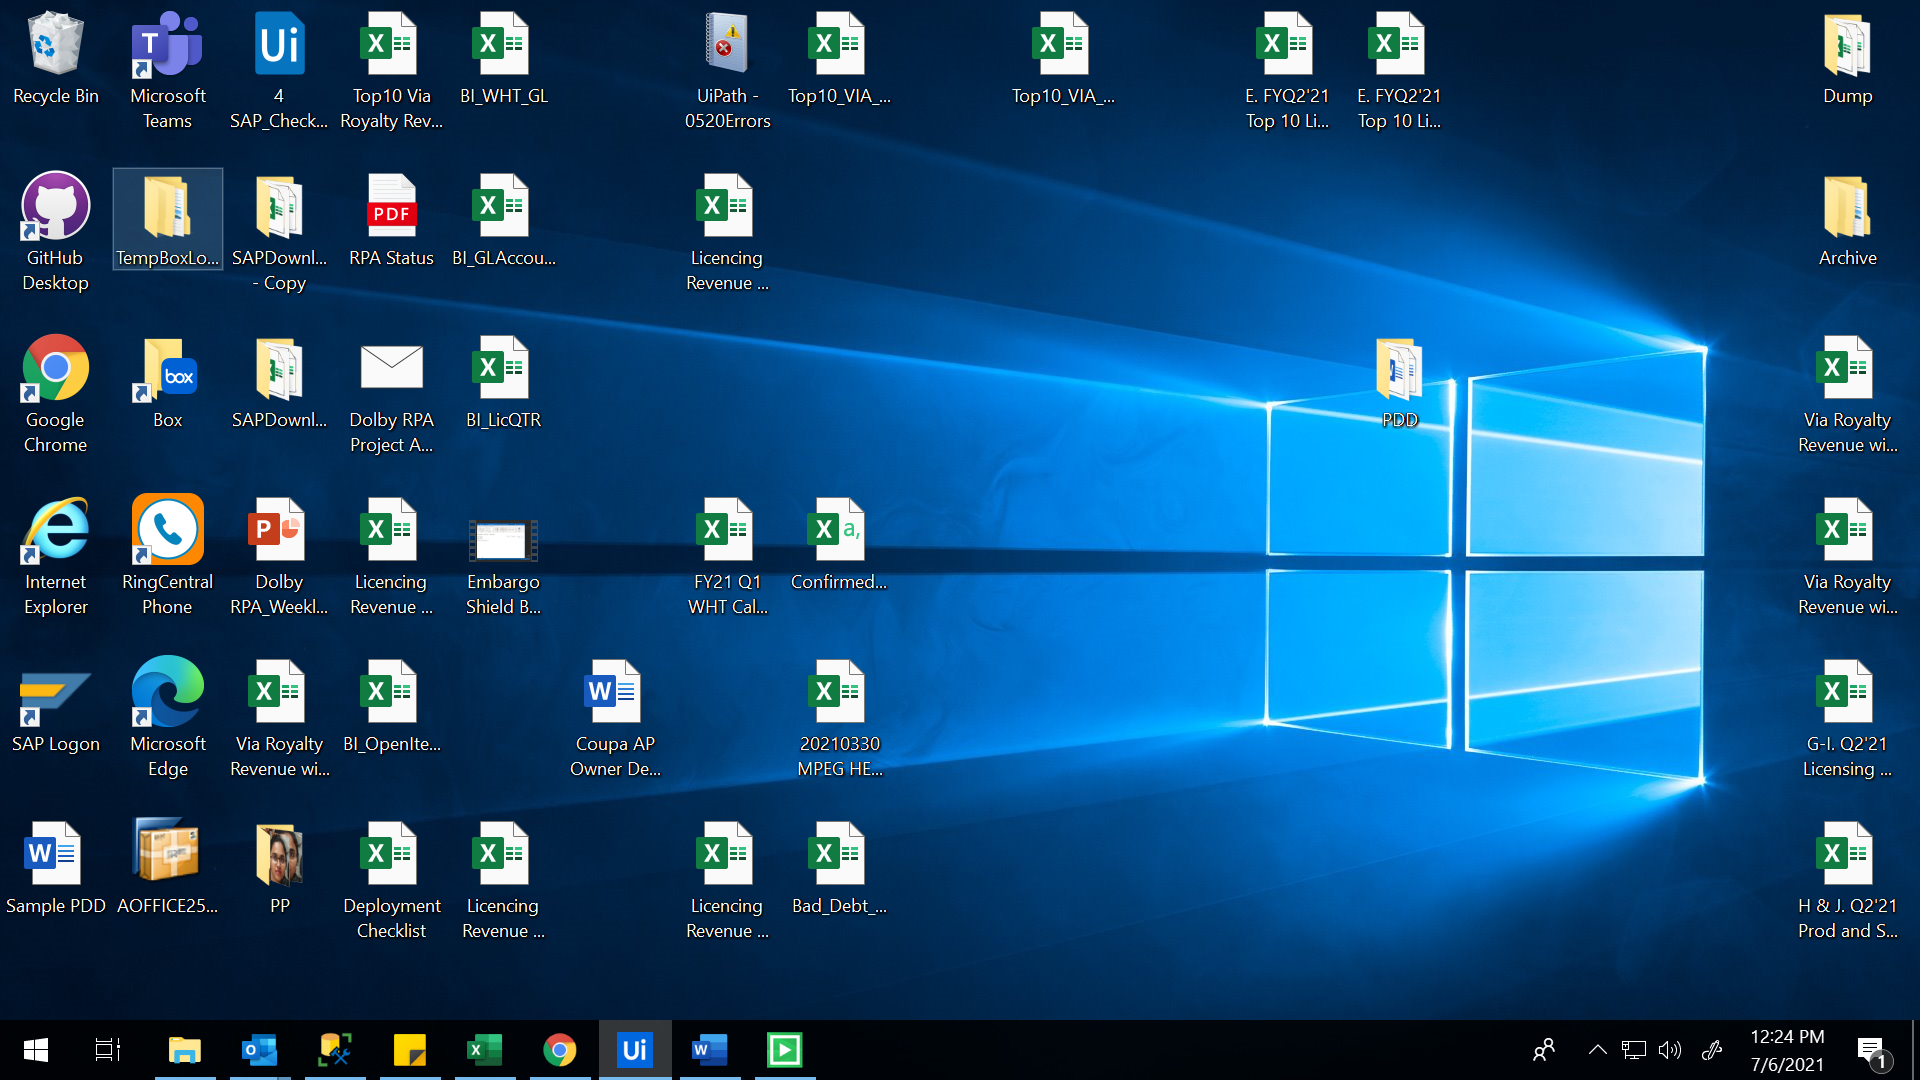 Recycle Bin
Microsoft
Teams
4
SAP_Check...
Top10 Via
Royalty Rev...
BI_WHT_GL
UiPath -
0520Errors
Top10_VIA_...
Top10_VIA_...
E. FYQ2'21
Top 10 Li...
E. FYQ2'21
Top 10 Li...
Dump
GitHub
Desktop
TempBoxLo...
SAPDownl...
- Copy
PDF
RPA Status
BI_GLAccou...
Licencing
Revenue ...
Archive
Google
Chrome
box
Box
SAPDownl...
Dolby RPA
Project A...
BI_LicQTR
PDD
Via Royalty
Revenue wi...
Internet
Explorer
RingCentral
Phone
Dolby
RPA_Weekl...
Licencing
Revenue ...
Embargo
Shield B...
FY21 Q1
WHT Cal...
Confirmed...
Via Royalty
Revenue wi...
SAP Logon
Microsoft
Edge
Via Royalty
Revenue wi...
BI_OpenIte...
Coupa AP
Owner De...
20210330
MPEG HE...
G-I. Q2'21
Licensing ...
Sample PDD
AOFFICE25...
PP
Deployment
Checklist
Licencing
Revenue ...
Licencing
Revenue ...
Bad_Debt_...
H & J. Q2'21
Prod and S...
Ui
12:24 PM
7/6/2021
1